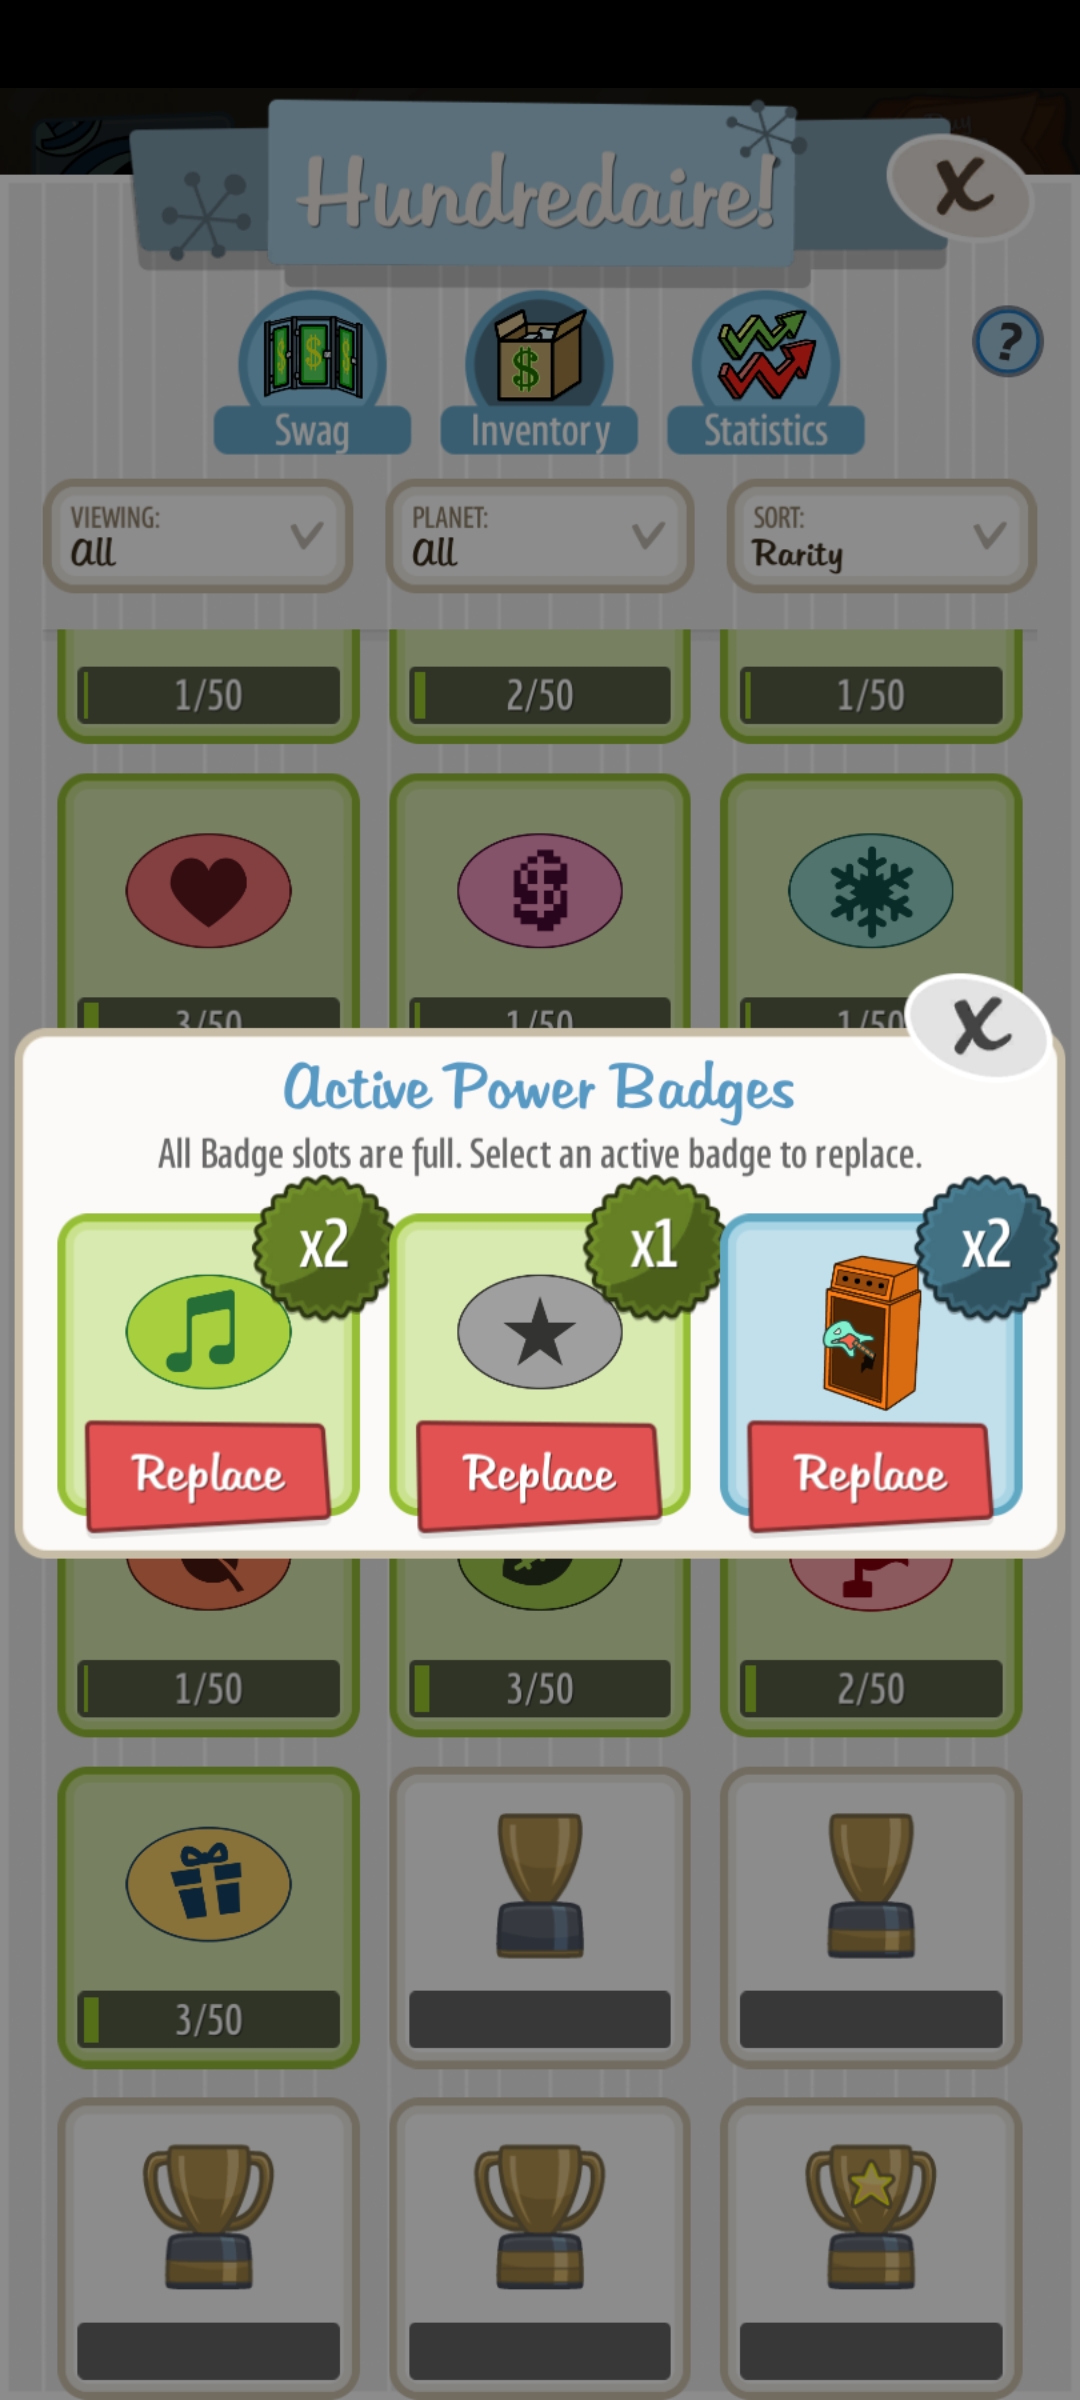 Hundredaire!
X
Swag
Inventory
Statistics
?
VIEWING:
All
PLANET:
All
SORT:
Rarity
1/50
2/50
1/50
3/50
1/50
1/50
X
Active Power Badges
All Badge slots are full. Select an active badge to replace.
x2
x1
x2
Replace
Replace
Replace
1/50
3/50
2/50
3/50